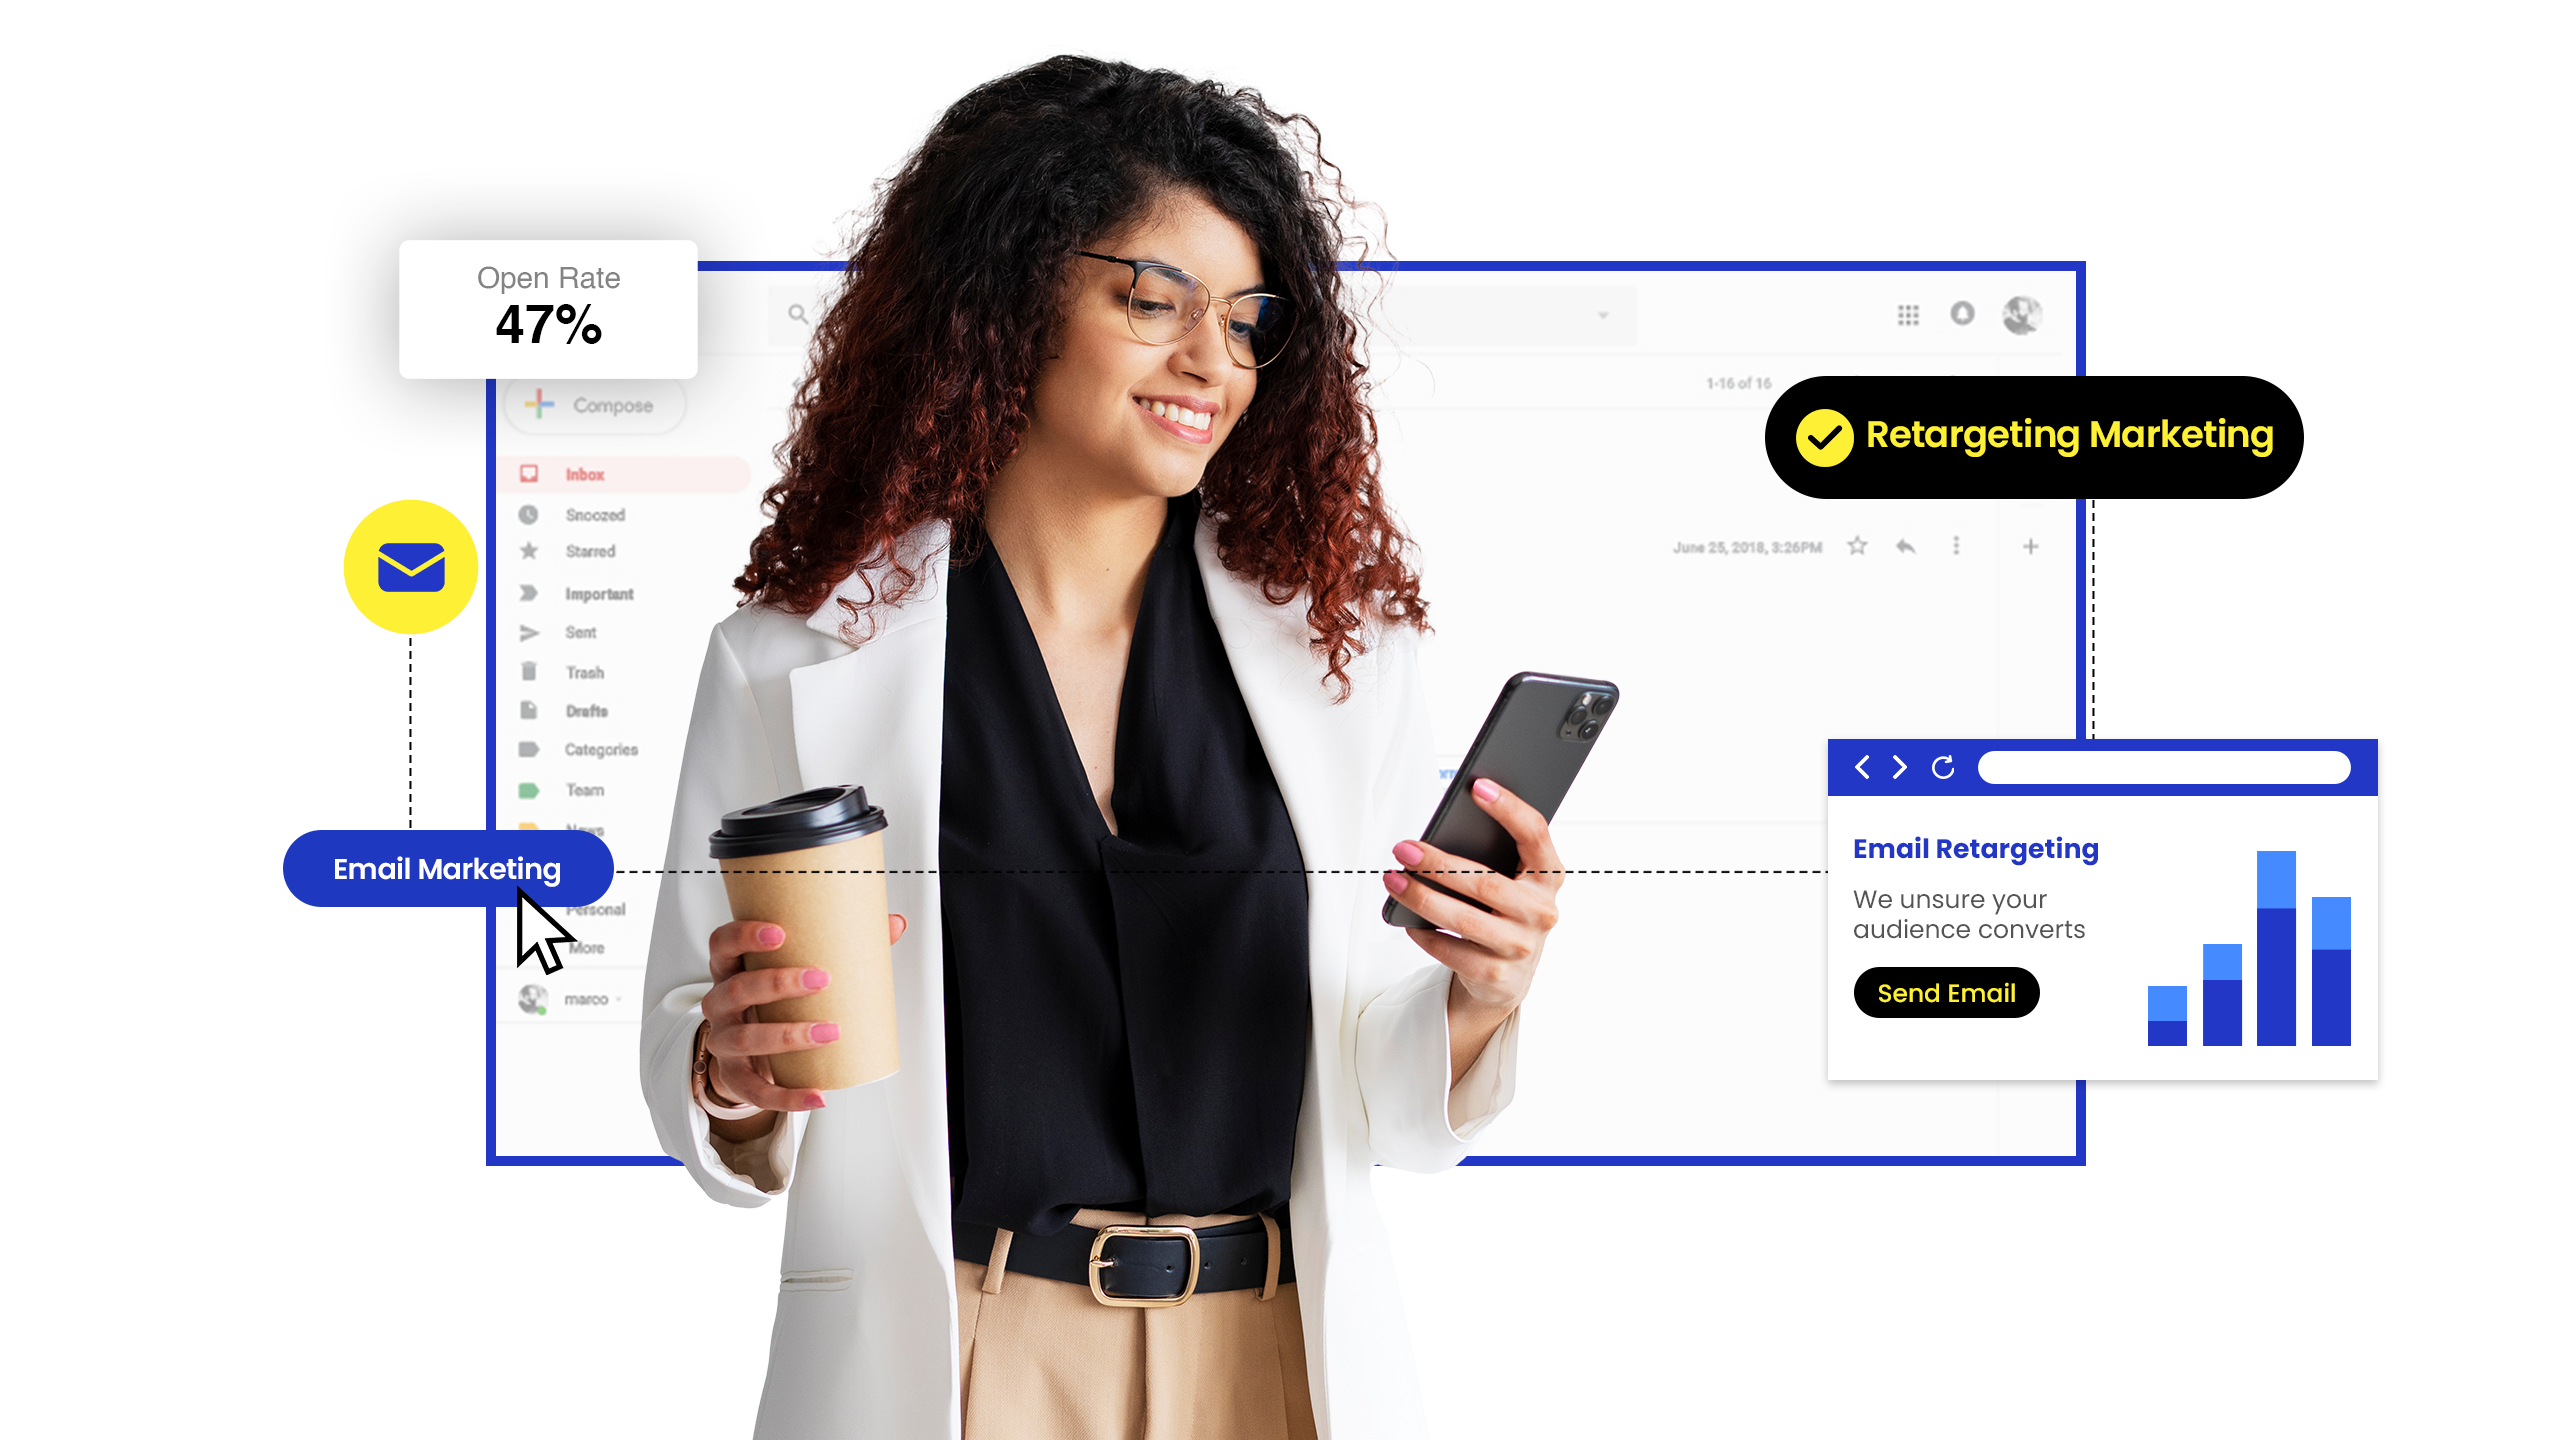 Open Rate
47%
1-16 of 16
Compose
Retargeting Marketing
Inbox
Snoozed
June 25, 2018, 3:26PM
Starred
Important
Sent
Trash
Drafts
Categories
Team
News
Email Marketing
Personal
More
marco
Email Retargeting
We unsure your
audience converts
Send Email